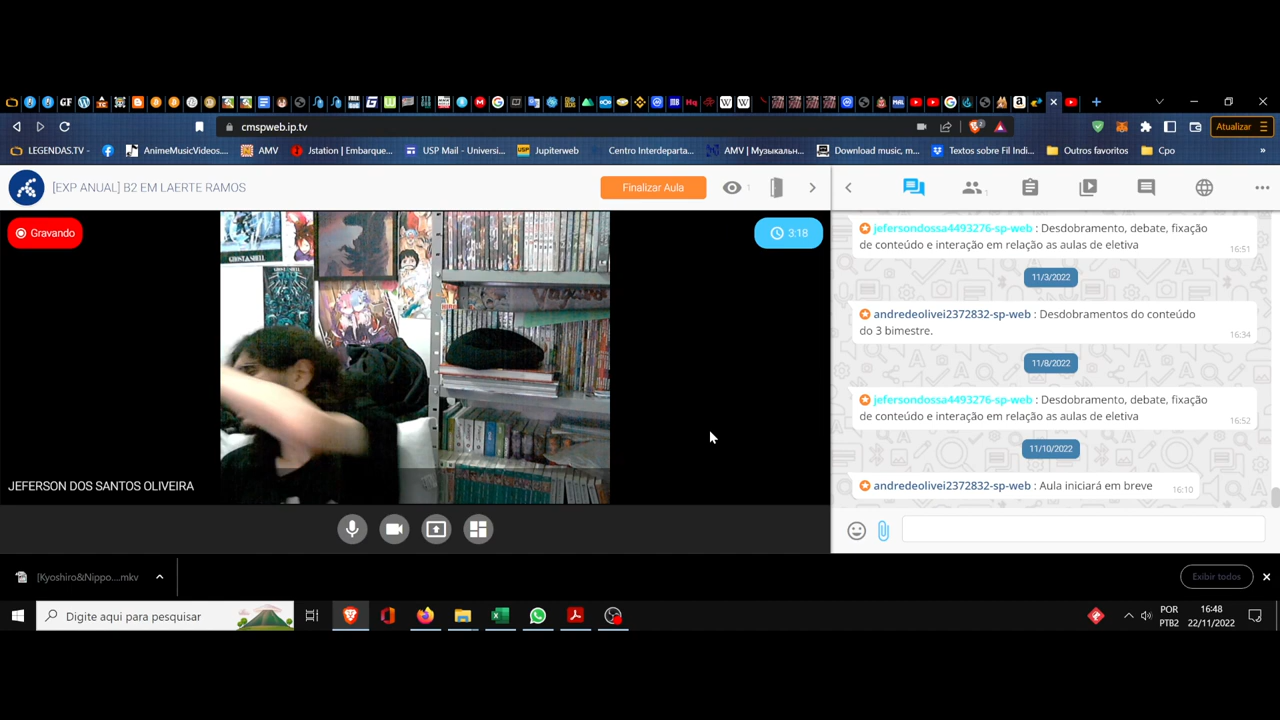 cmspweb.ip.tv
Atualizar
LEGENDAS.TV
AnimeMusicVideos...
AMV
Jstation | Embarque...
USP Mail - Universi...
Jupiterweb
Centro Interdeparta...
AMV | Музыкальн...
Download music, m...
Textos sobre Fil Indi...
Outros favoritos
Cpo
»
[EXP ANUAL] B2 EM LAERTE RAMOS
Finalizar Aula
1
1
Gravando
3:18
JEFERSON DOS SANTOS OLIVEIRA
jefersondossa4493276-sp-web : Desdobramento, debate, fixação
de conteúdo e interação em relação as aulas de eletiva
16:51
11/3/2022
andredeolivei2372832-sp-web : Desdobramentos do conteúdo
do 3 bimestre.
16:34
11/8/2022
jefersondossa4493276-sp-web : Desdobramento, debate, fixação
de conteúdo e interação em relação as aulas de eletiva
16:52
11/10/2022
andredeolivei2372832-sp-web : Aula iniciará em breve
16:10
[Kyoshiro&Nippo....mkv
Exibir todos
Digite aqui para pesquisar
POR
PTB2
16:48
22/11/2022